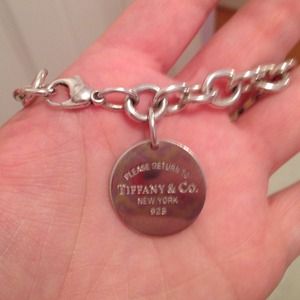 PLEASE RETURN TO
TIFFANY & CO.
NEW YORK
925